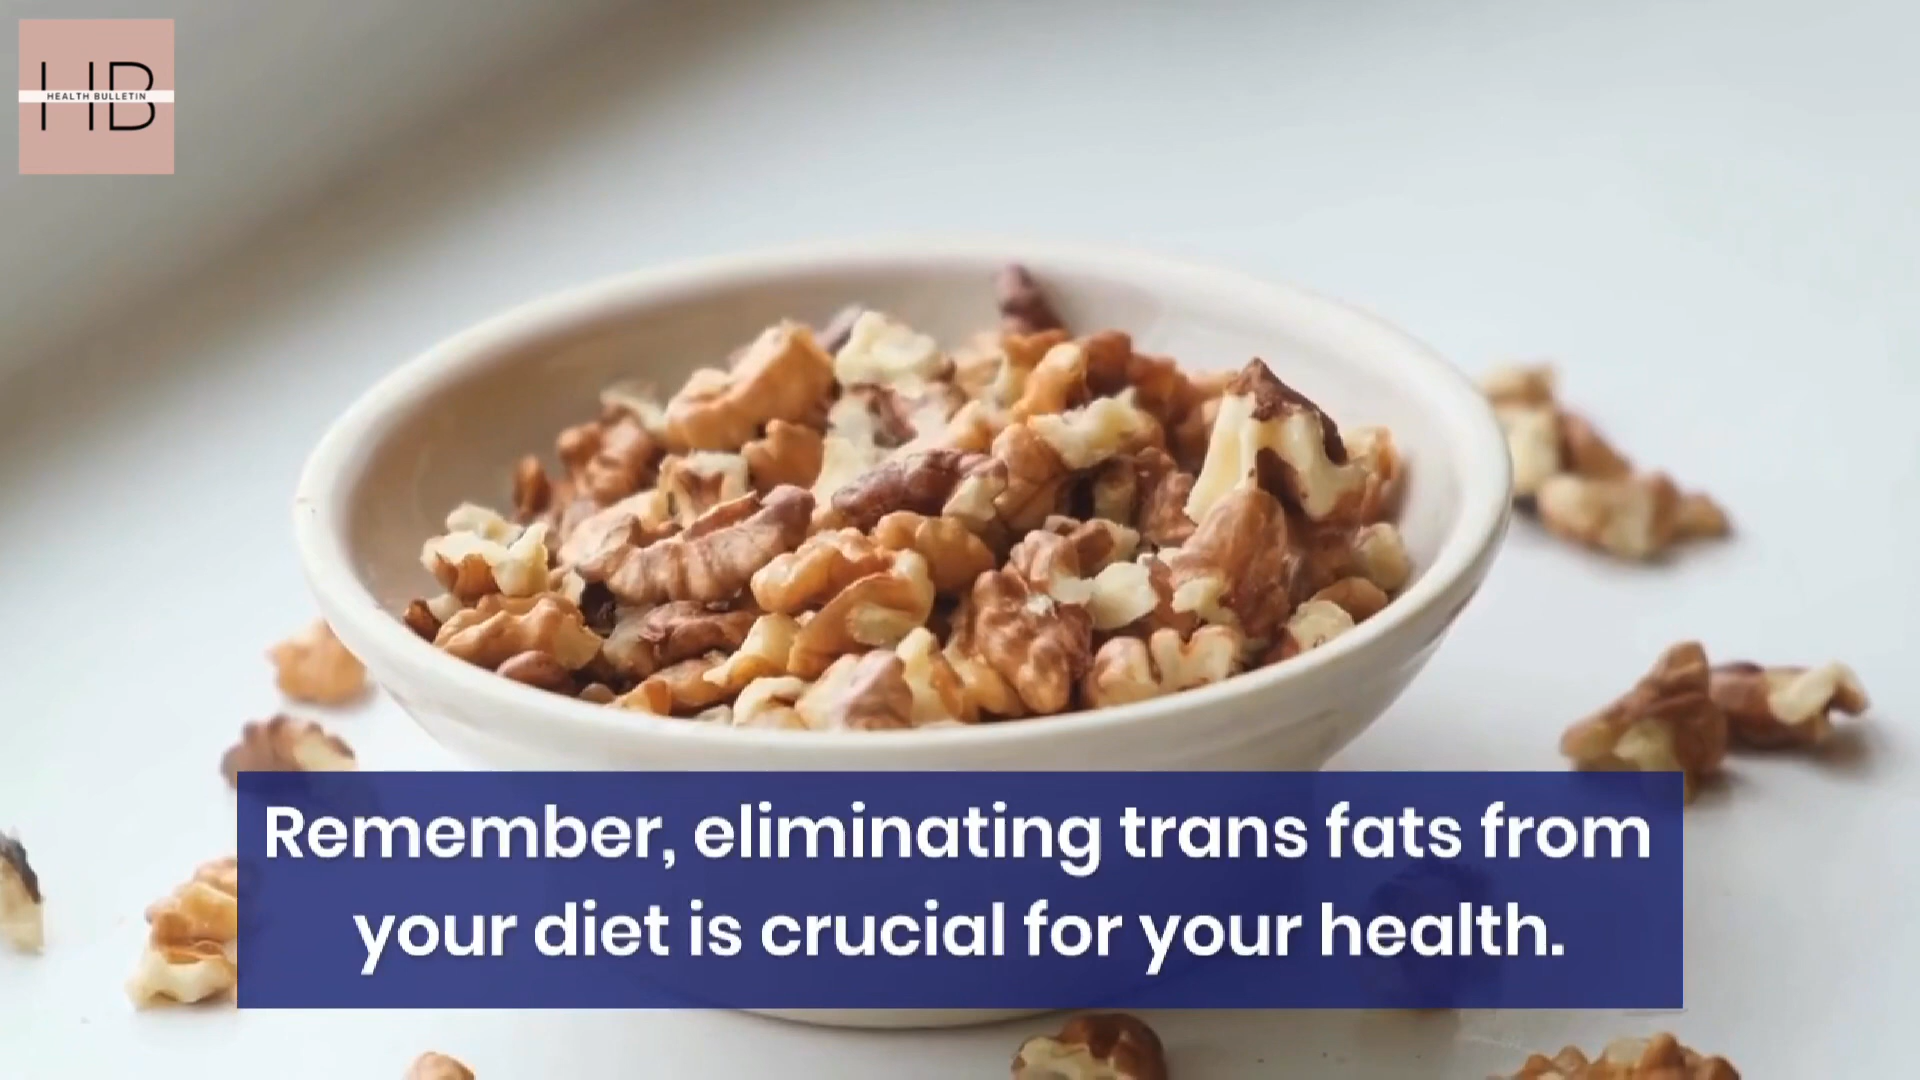 HB
HEALTH BULLETIN
Remember, eliminating trans fats from
your diet is crucial for your health.